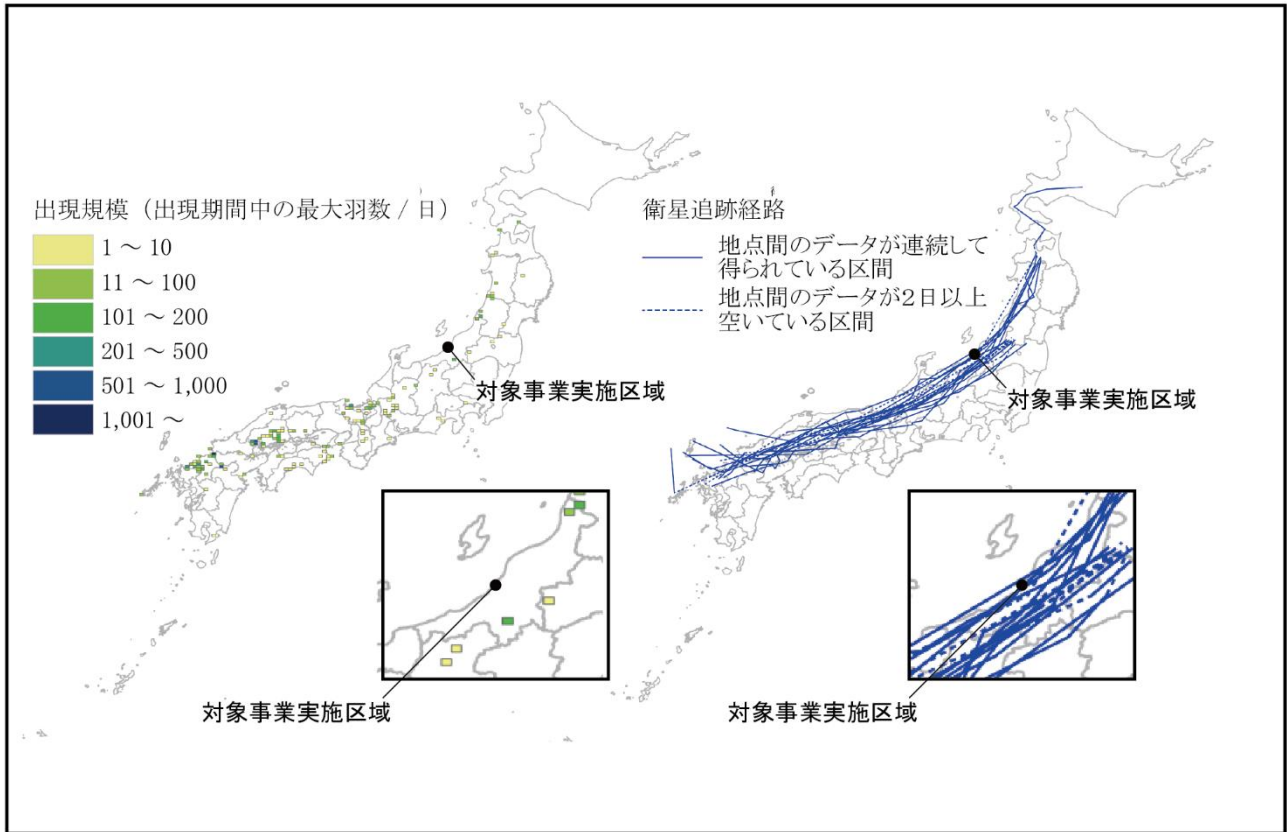 出現規模（出現期間中の最大羽数 / 日）
1 ～ 10
11 ～ 100
101 ～ 200
201 ～ 500
501 ～ 1,000
1,001 ～
対象事業実施区域
対象事業実施区域
衛星追跡経路
地点間のデータが連続して
得られている区間
地点間のデータが2日以上
空いている区間
対象事業実施区域
対象事業実施区域